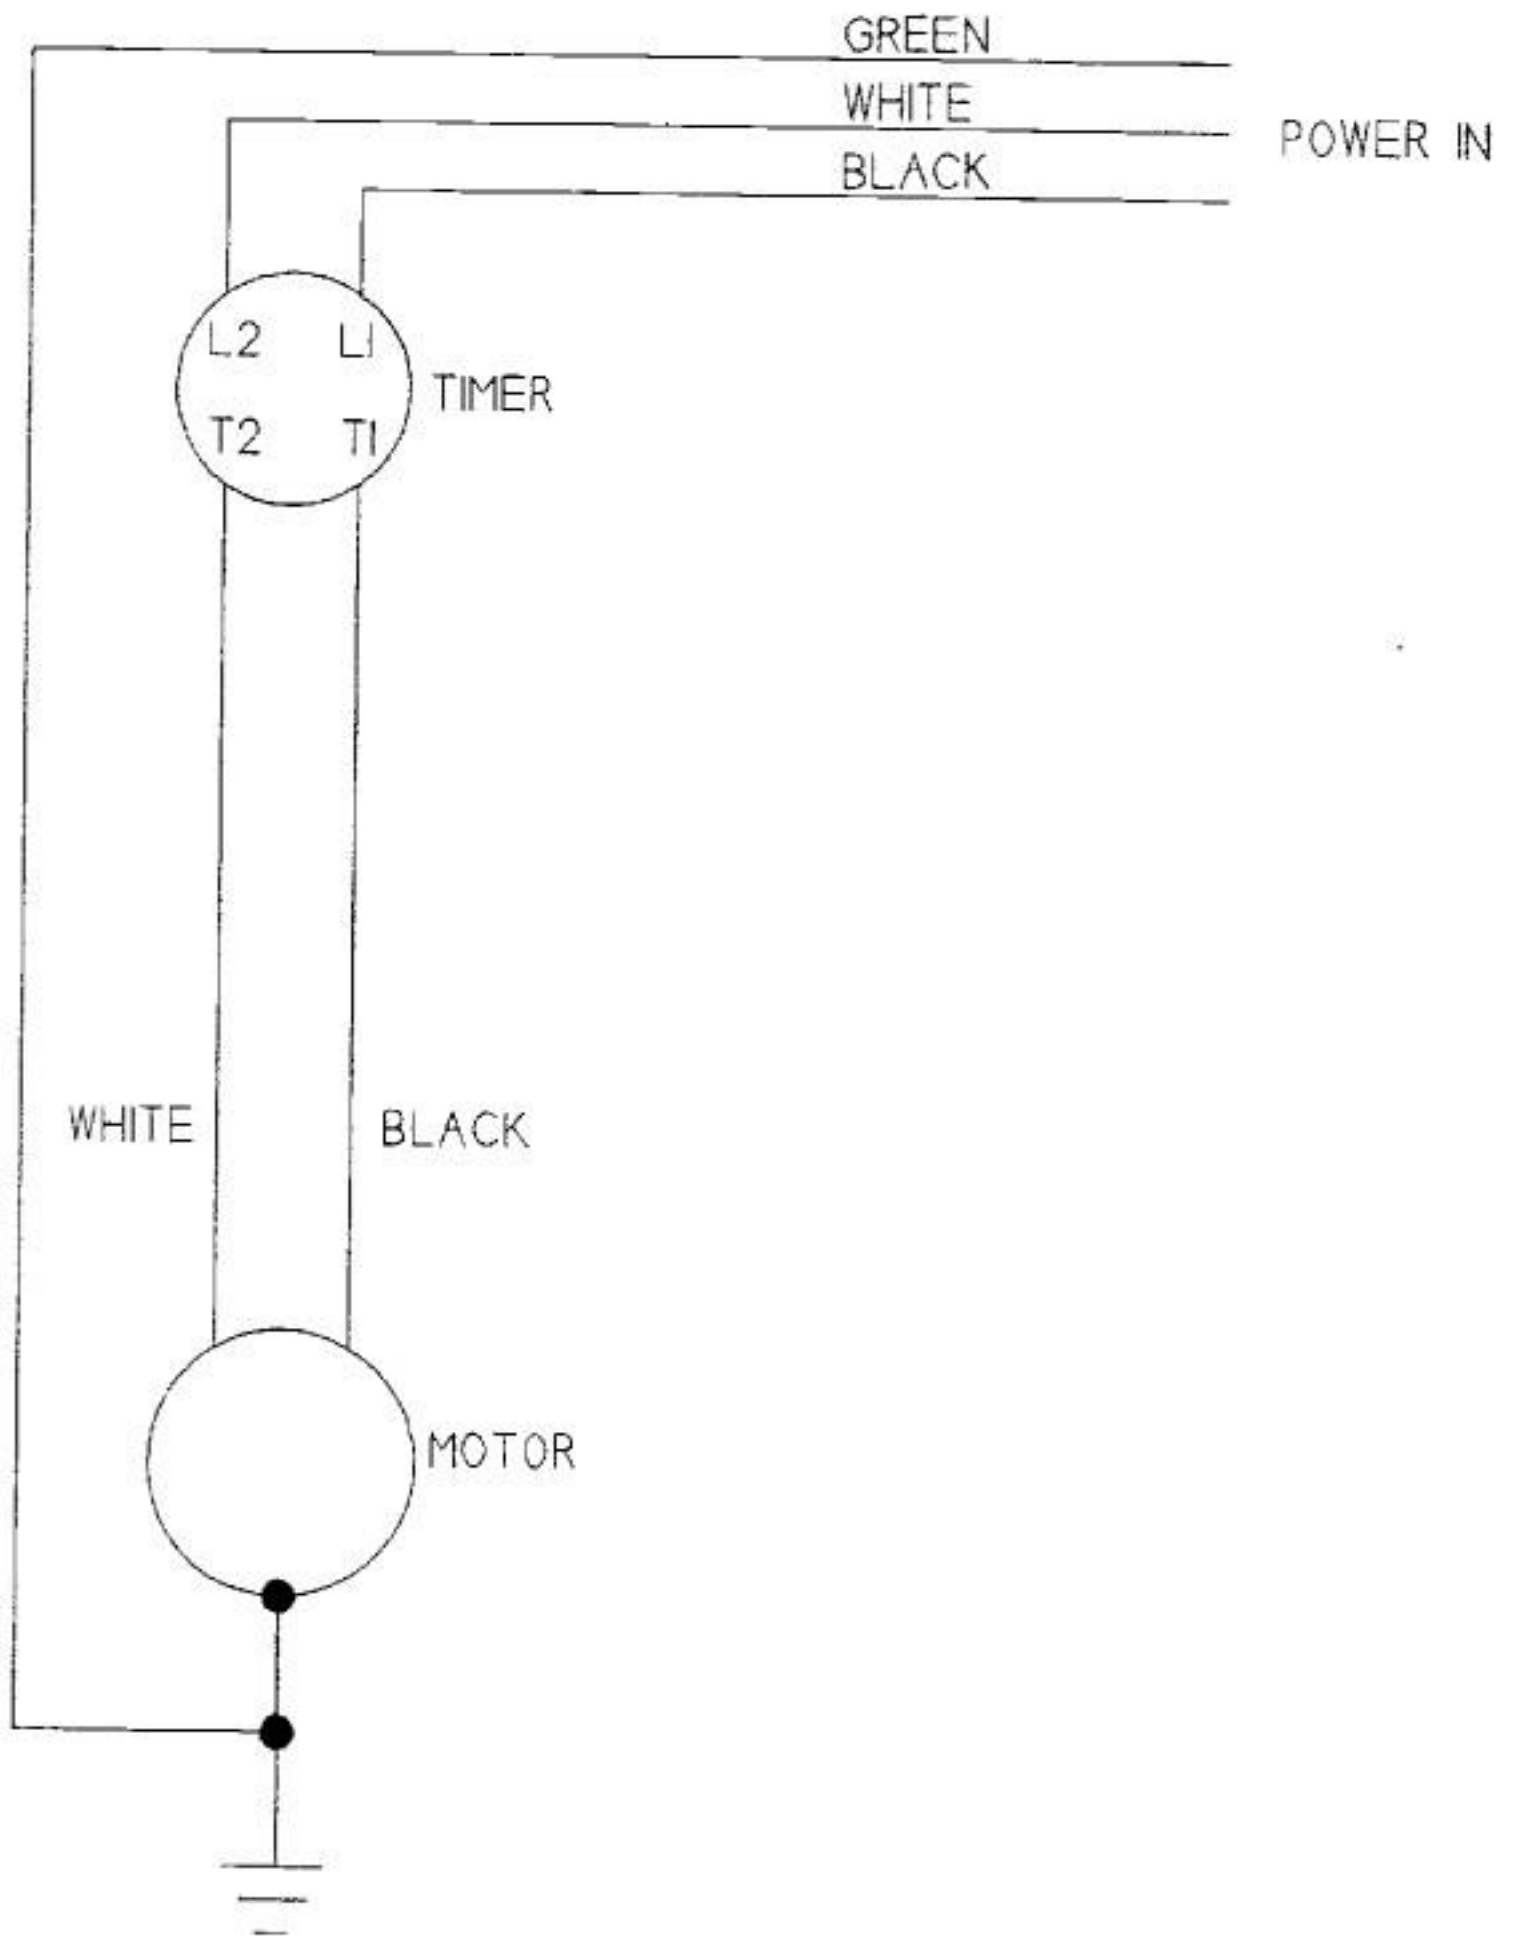 GREEN
WHITE
POWER IN
BLACK
L2 L1
TIMER
T2 T1
WHITE BLACK
MOTOR